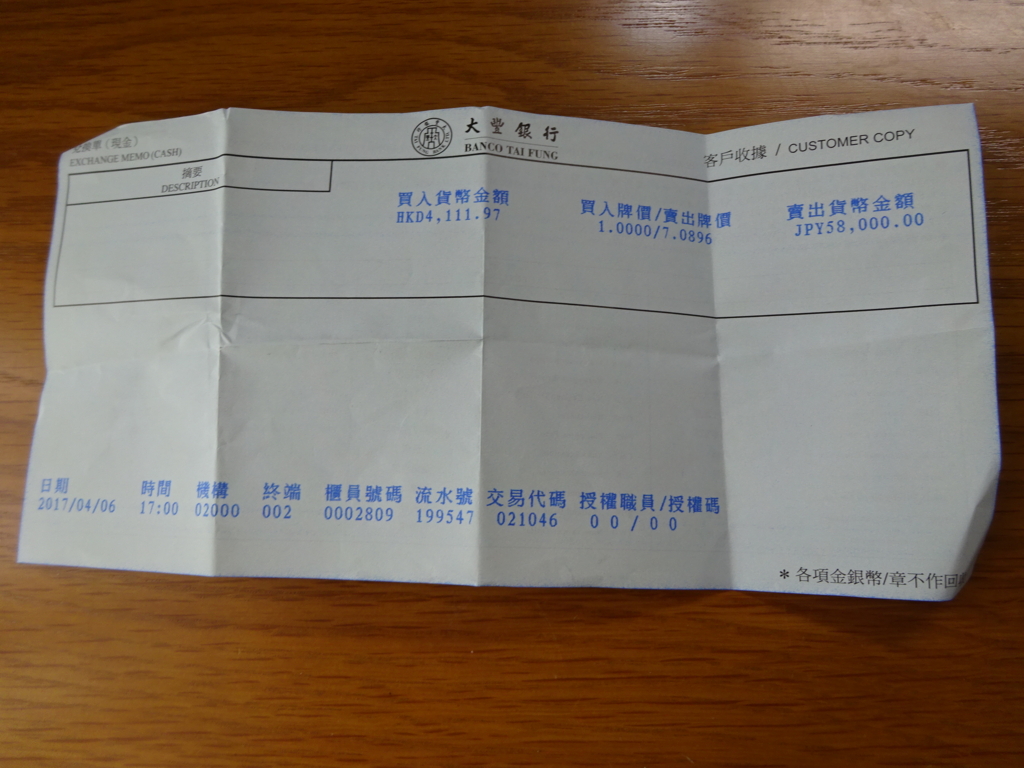 兌換單（現金）
EXCHANGE MEMO (CASH)
大豐銀行
BANCO TAI FUNG
客戶收據 / CUSTOMER COPY
摘要
DESCRIPTION
買入貨幣金額
HKD4,111.97
買入牌價/賣出牌價
1.0000/7.0896
賣出貨幣金額
JPY58,000.00
日期 時間 機構 終端 櫃員號碼 流水號 交易代碼 授權職員/授權碼
2017/04/06 17:00 02000 002 0002809 199547 021046 00/00
* 各項金銀幣/章不作回